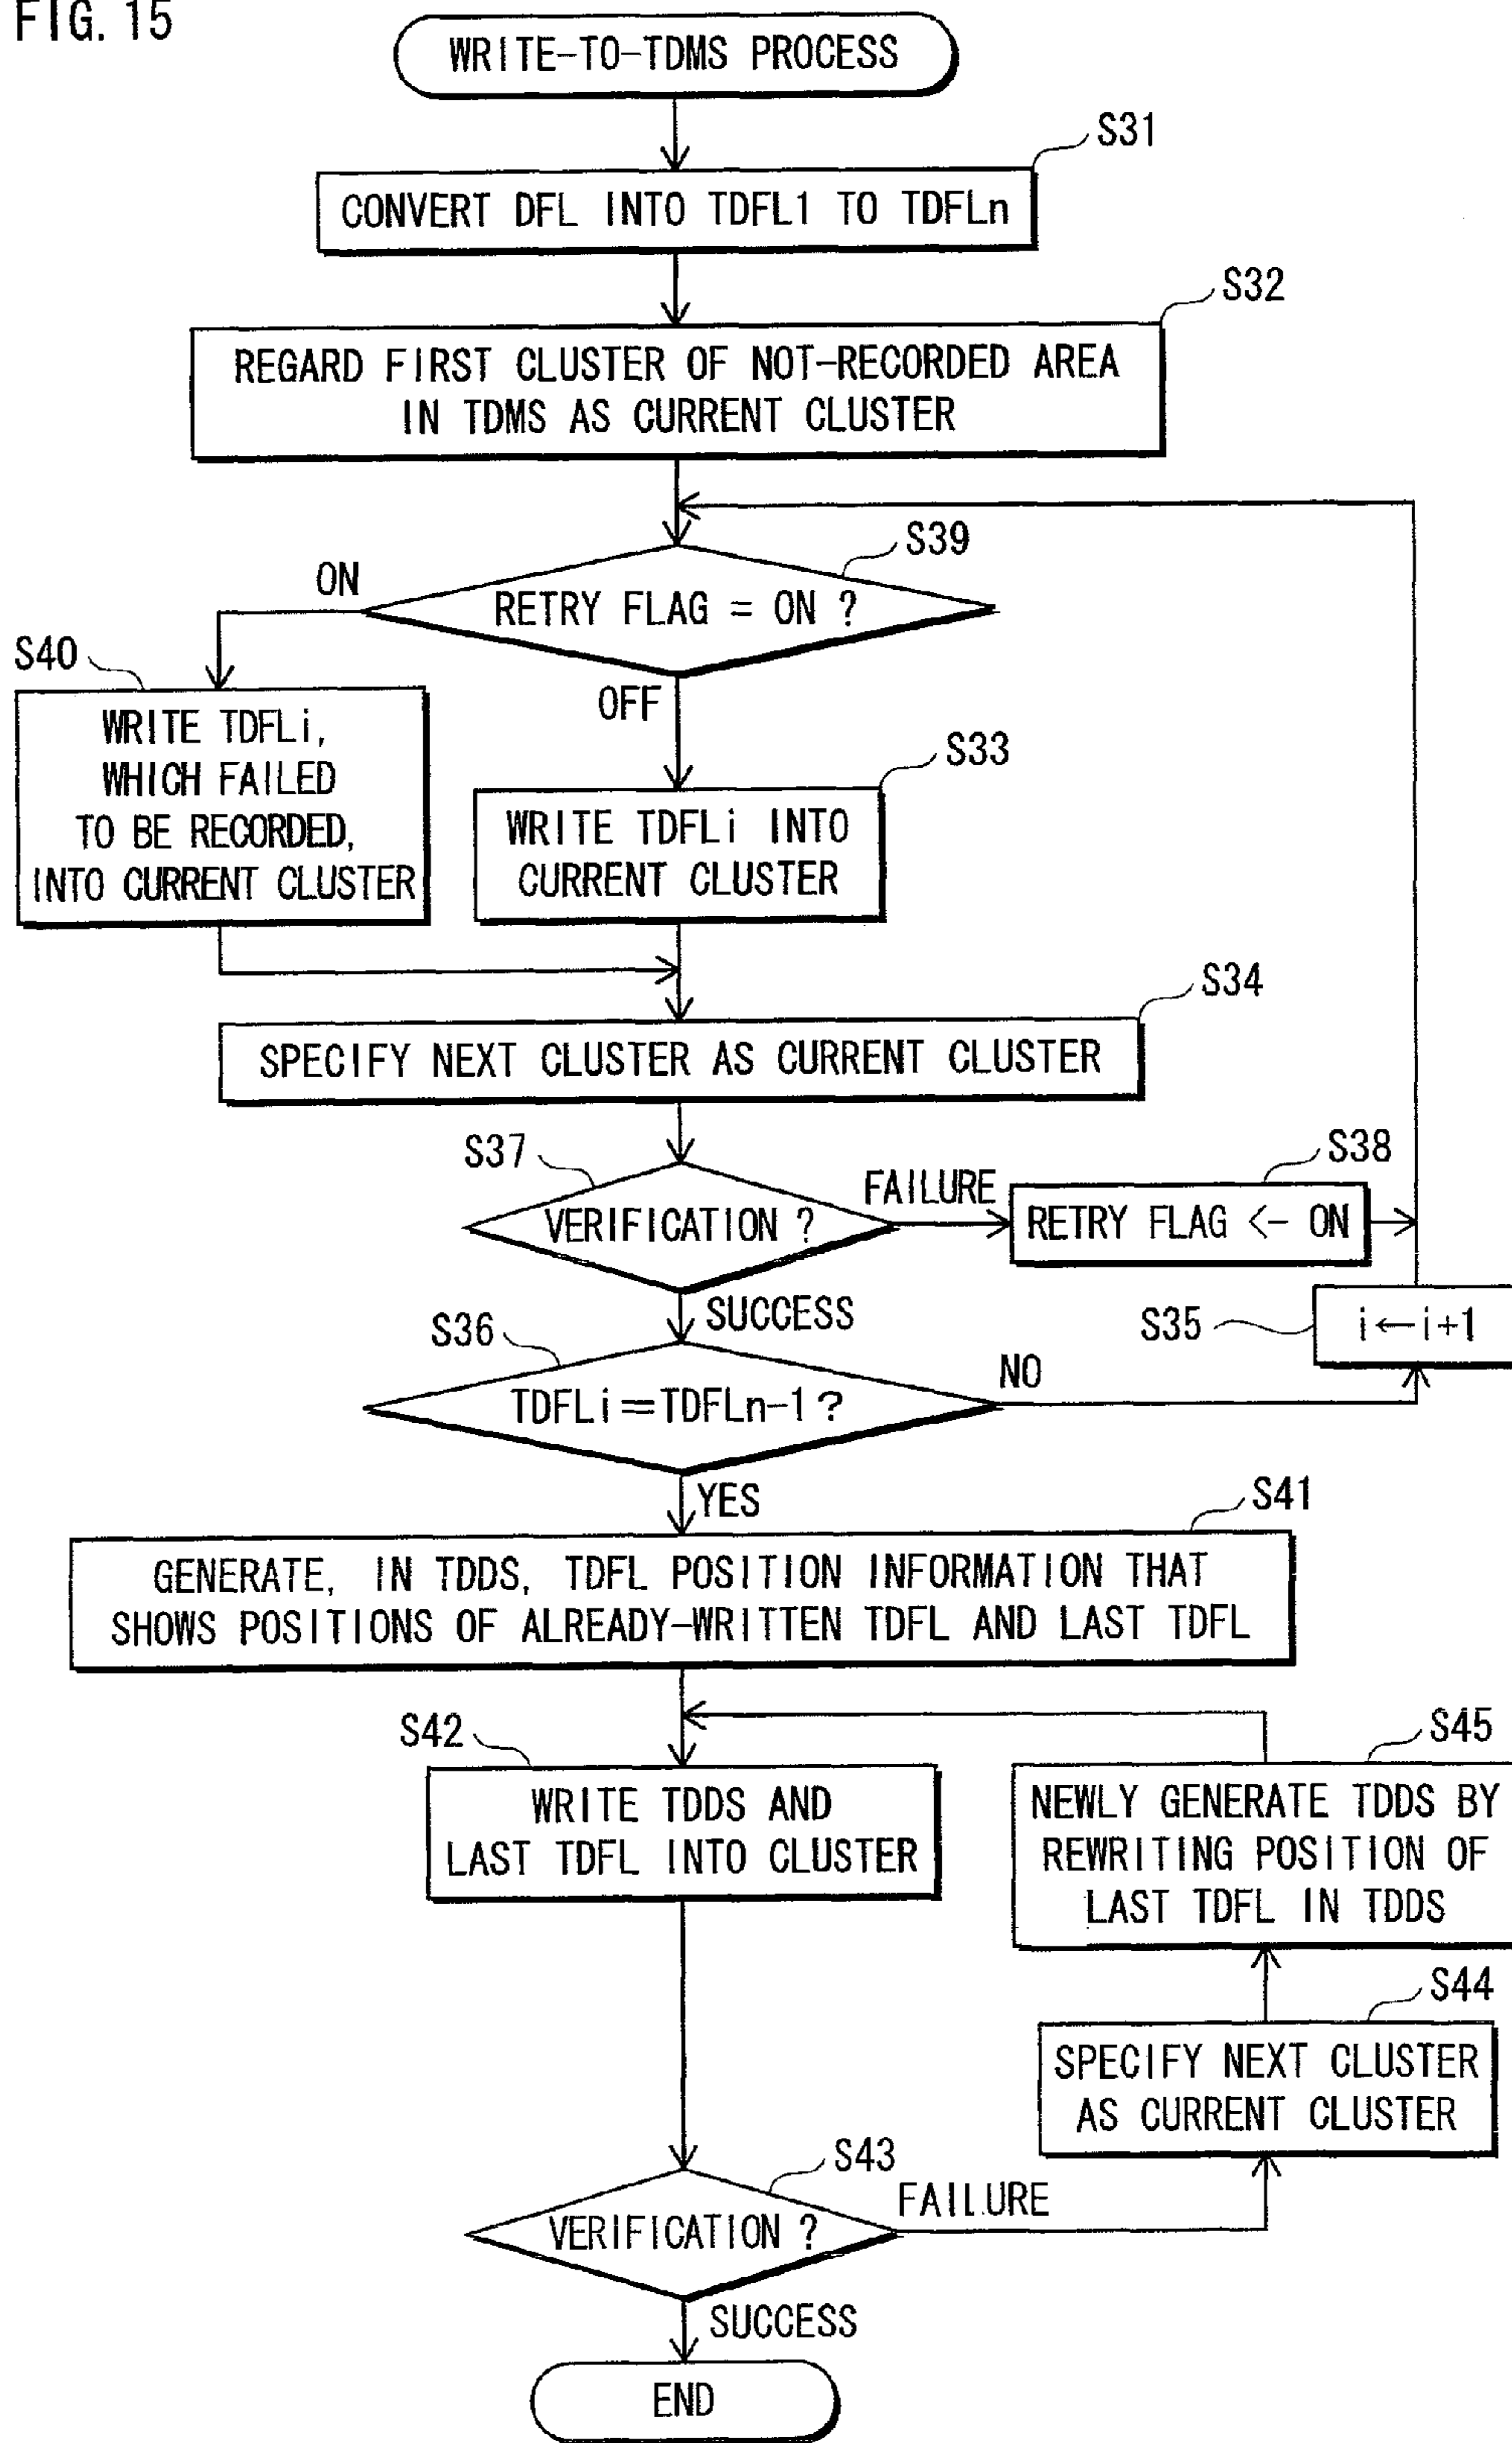 FIG. 15
WRITE-TO-TDMS PROCESS
S31
CONVERT DFL INTO TDFL1 TO TDFLn
S32
REGARD FIRST CLUSTER OF NOT-RECORDED AREA
IN TDMS AS CURRENT CLUSTER
S39
ON
RETRY FLAG = ON ?
S40
OFF
WRITE TDFLi,
WHICH FAILED
TO BE RECORDED,
INTO CURRENT CLUSTER
S33
WRITE TDFLi INTO
CURRENT CLUSTER
S34
SPECIFY NEXT CLUSTER AS CURRENT CLUSTER
S37
VERIFICATION ?
FAILURE
S38
RETRY FLAG <- ON
SUCCESS
S35
i←i+1
S36
TDFLi=TDFLn-1?
NO
YES
S41
GENERATE, IN TDDS, TDFL POSITION INFORMATION THAT
SHOWS POSITIONS OF ALREADY-WRITTEN TDFL AND LAST TDFL
S42
WRITE TDDS AND
LAST TDFL INTO CLUSTER
S45
NEWLY GENERATE TDDS BY
REWRITING POSITION OF
LAST TDFL IN TDDS
S44
SPECIFY NEXT CLUSTER
AS CURRENT CLUSTER
S43
VERIFICATION ?
FAILURE
SUCCESS
END